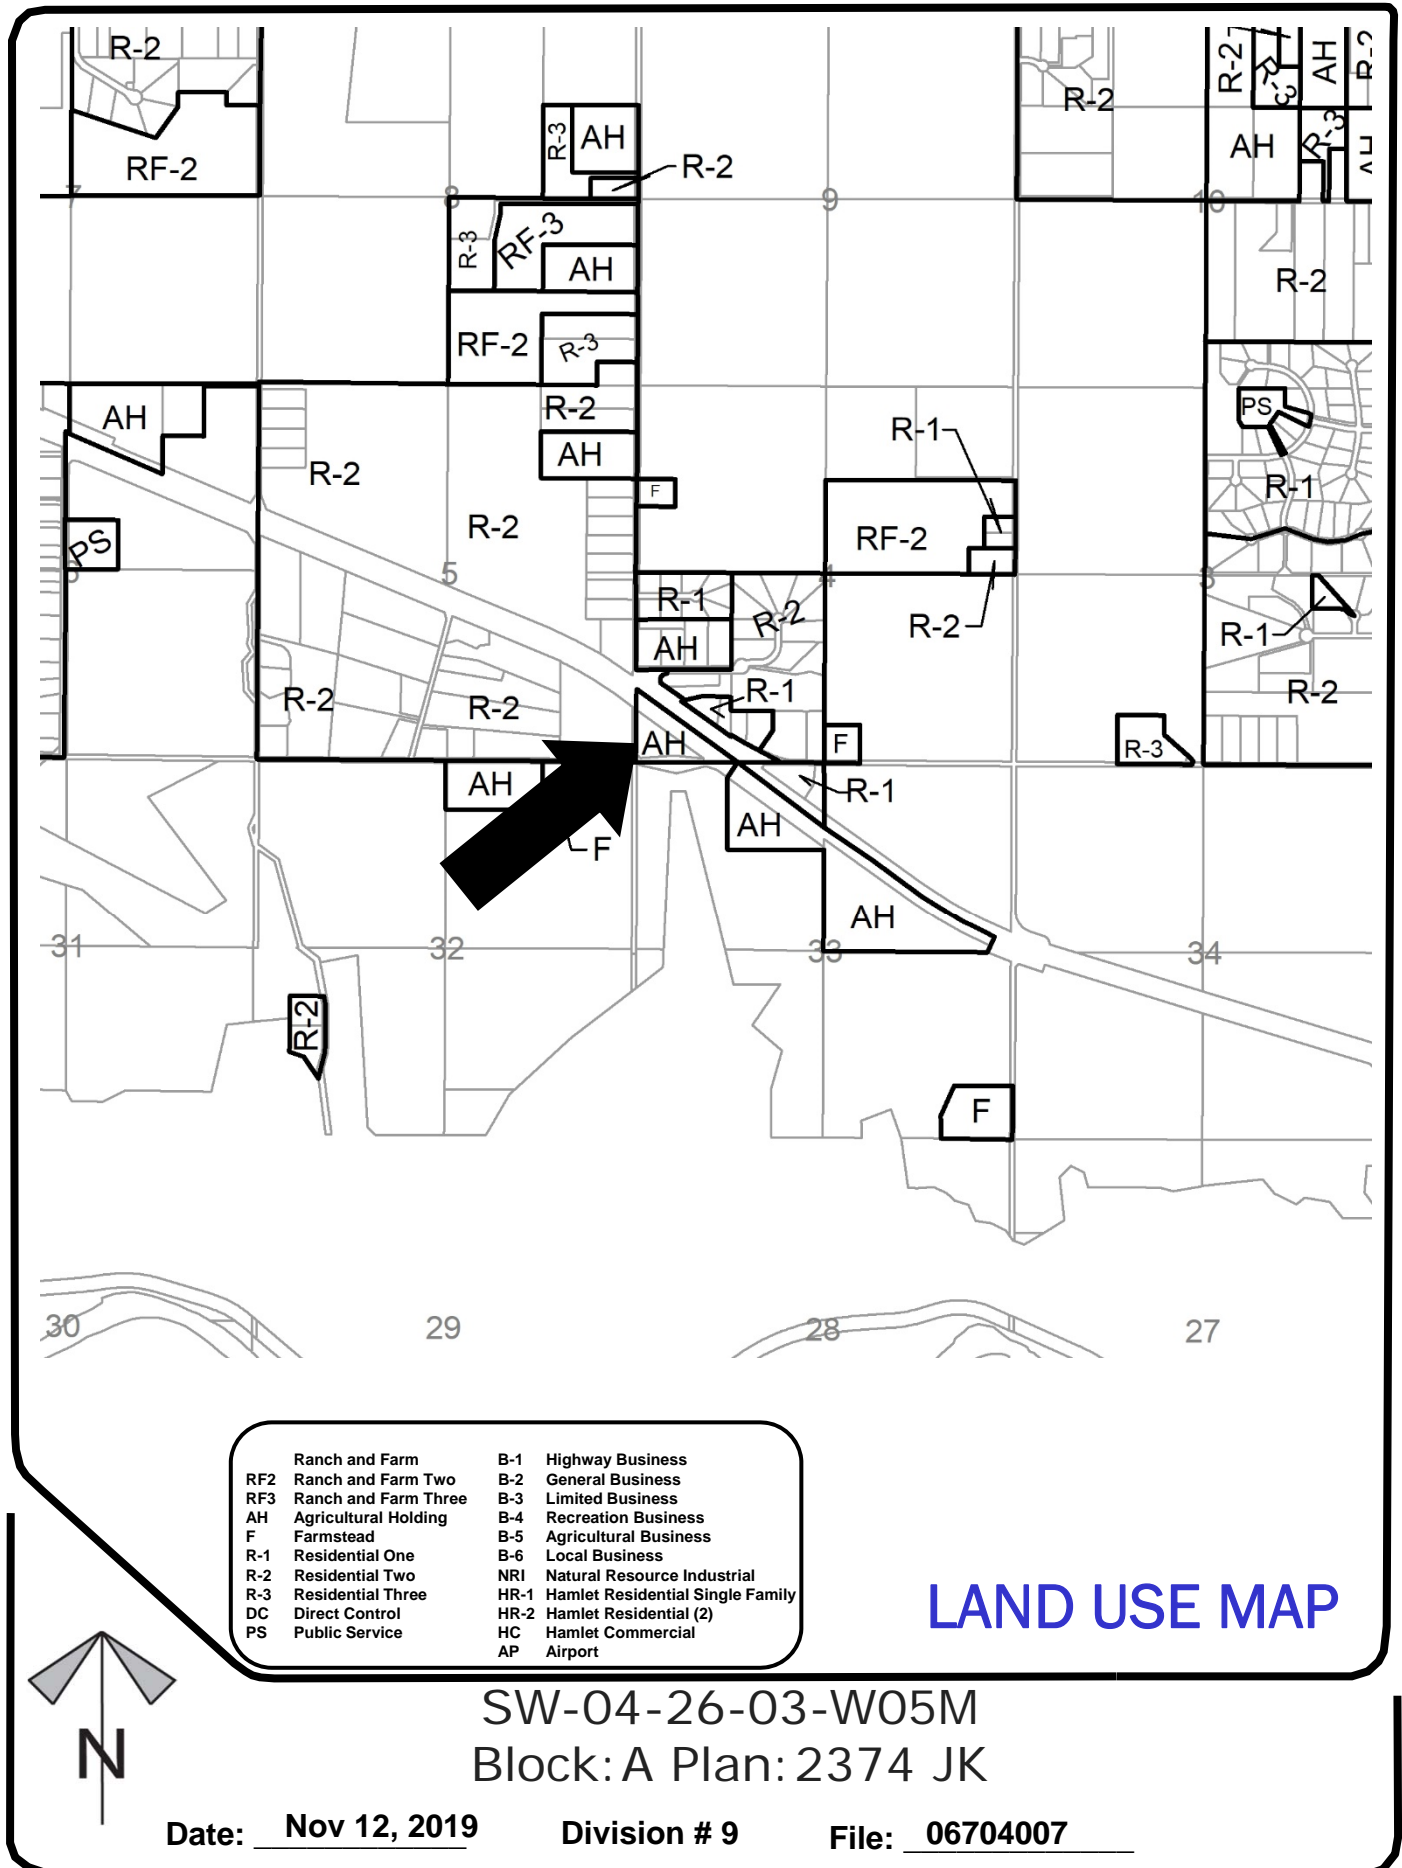 R-2
R-2
R-2
R-3
AH
R-2
RF-2
R-3
AH
R-2
AH
R-3
AH
7
8
9
10
R-3
RF-3
AH
R-2
RF-2
R-3
AH
R-2
R-1
PS
R-2
AH
F
R-1
R-2
RF-2
PS
5
4
3
R-1
R-2
R-2
R-1
AH
R-2
R-2
R-1
R-2
AH
F
R-3
AH
R-1
AH
F
AH
31
32
33
34
R-2
F
30
29
28
27
Ranch and Farm B-1 Highway Business
RF2 Ranch and Farm Two B-2 General Business
RF3 Ranch and Farm Three B-3 Limited Business
AH Agricultural Holding B-4 Recreation Business
F Farmstead B-5 Agricultural Business
R-1 Residential One B-6 Local Business
R-2 Residential Two NRI Natural Resource Industrial
R-3 Residential Three HR-1 Hamlet Residential Single Family
DC Direct Control HR-2 Hamlet Residential (2)
PS Public Service HC Hamlet Commercial
AP Airport
LAND USE MAP
N
SW-04-26-03-W05M
Block: A Plan: 2374 JK
Date: Nov 12, 2019 Division # 9 File: 06704007